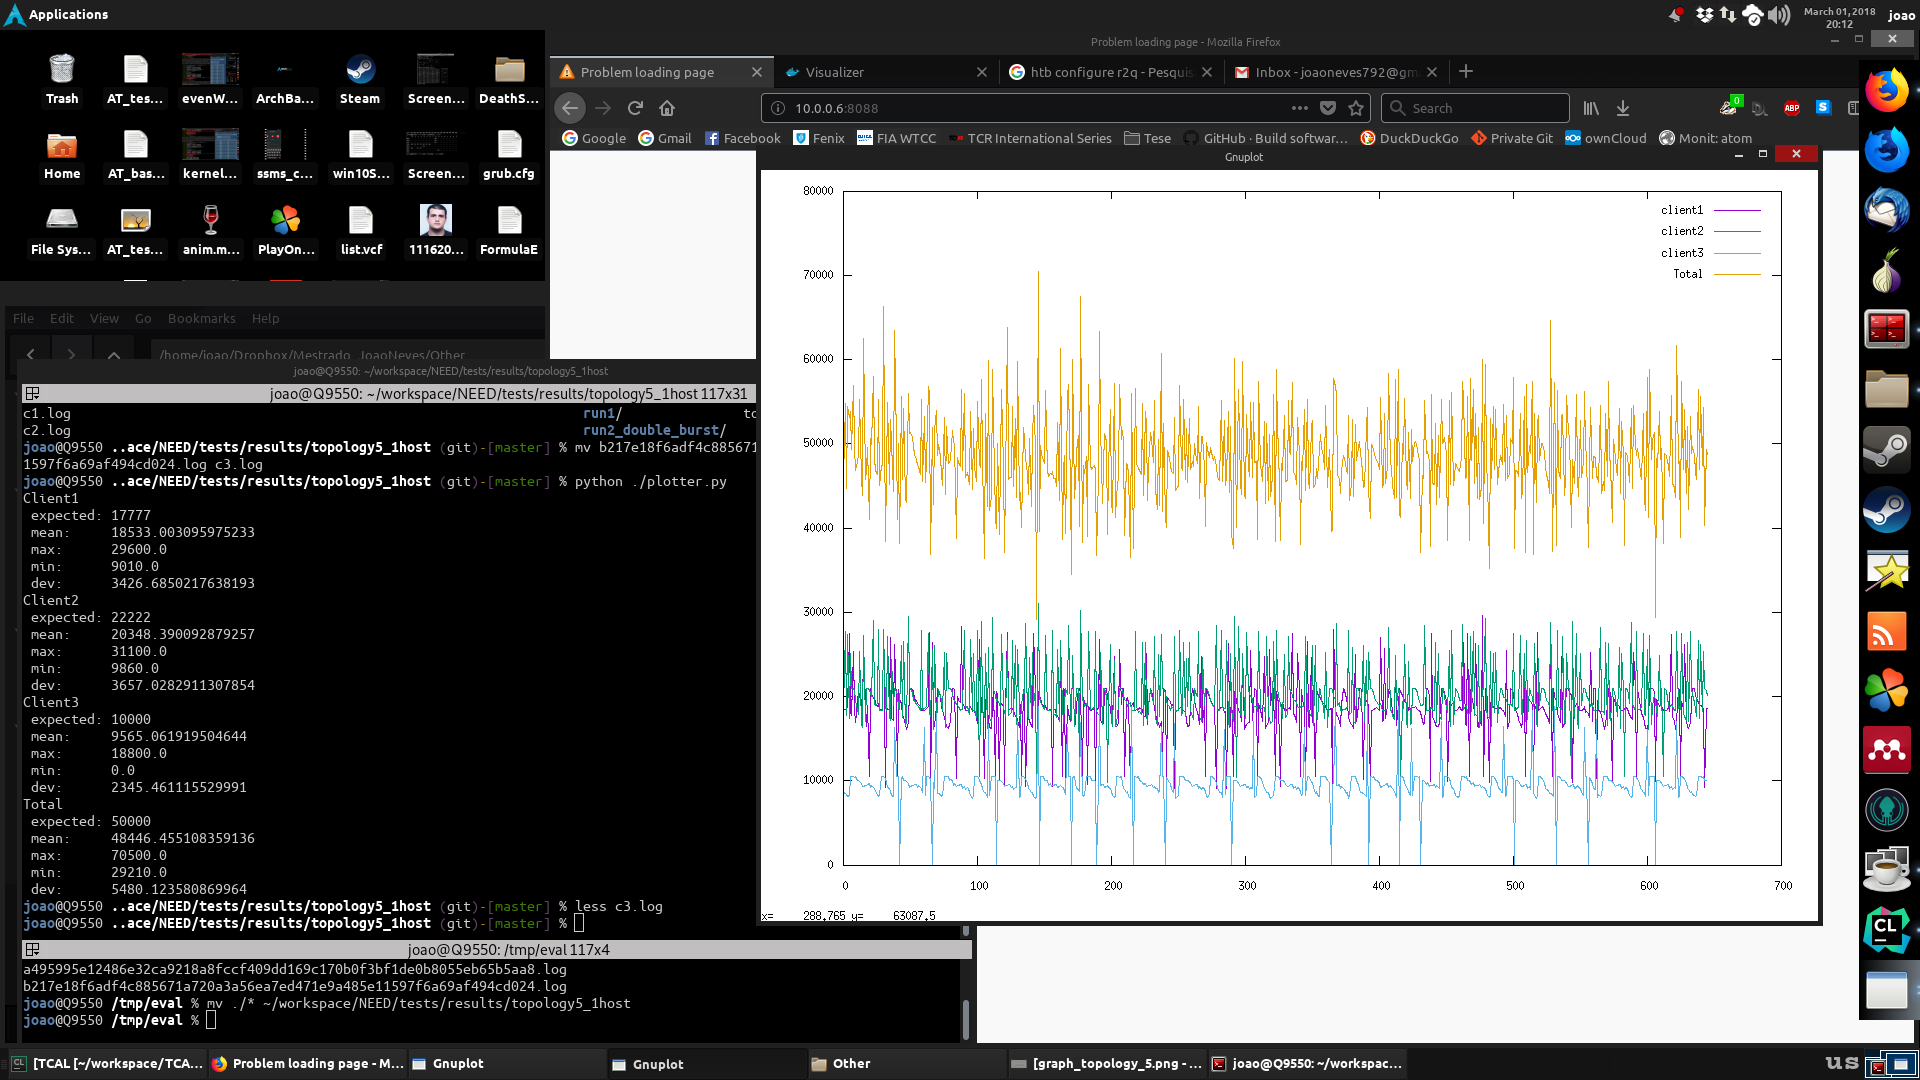 Applications
March 01, 2018
20:12
joao
Trash
AT_tes...
evenW...
ArchBa...
Steam
Screen...
DeathS...
Home
AT_bas...
kernel...
ssms_c...
win10S...
Screen...
grub.cfg
File Sys...
AT_tes...
anim.m...
PlayOn...
list.vcf
111620...
FormulaE
Problem loading page - Mozilla Firefox
Problem loading page
Visualizer
htb configure r2q - Pesquis
Inbox - joaoneves792@gm
10.0.0.6:8088
Search
0
ABP
Google
Gmail
Facebook
Fenix
FIA WTCC
TCR International Series
Tese
GitHub · Build softwar...
DuckDuckGo
Private Git
ownCloud
Monit: atom
File Edit View Go Bookmarks Help
/home/joao/Dropbox/Mestrado_JoaoNeves/Other
joao@Q9550: ~/workspace/NEED/tests/results/topology5_1host
joao@Q9550: ~/workspace/NEED/tests/results/topology5_1host 117x31
c1.log run1/ to
c2.log run2_double_burst/
joao@Q9550 ..ace/NEED/tests/results/topology5_1host (git)-[master] % mv b217e18f6adf4c885671
1597f6a69af494cd024.log c3.log
joao@Q9550 ..ace/NEED/tests/results/topology5_1host (git)-[master] % python ./plotter.py
Client1
expected: 17777
mean: 18533.003095975233
max: 29600.0
min: 9010.0
dev: 3426.6850217638193
Client2
expected: 22222
mean: 20348.390092879257
max: 31100.0
min: 9860.0
dev: 3657.0282911307854
Client3
expected: 10000
mean: 9565.061919504644
max: 18800.0
min: 0.0
dev: 2345.461115529991
Total
expected: 50000
mean: 48446.455108359136
max: 70500.0
min: 29210.0
dev: 5480.123580869964
joao@Q9550 ..ace/NEED/tests/results/topology5_1host (git)-[master] % less c3.log
joao@Q9550 ..ace/NEED/tests/results/topology5_1host (git)-[master] %
joao@Q9550: /tmp/eval 117x4
a495995e12486e32ca9218a8fccf409dd169c170b0f3bf1de0b8055eb65b5aa8.log
b217e18f6adf4c885671a720a3a56ea7ed471e9a485e11597f6a69af494cd024.log
joao@Q9550 /tmp/eval % mv ./* ~/workspace/NEED/tests/results/topology5_1host
joao@Q9550 /tmp/eval %
Gnuplot
80000
70000
60000
50000
40000
30000
20000
10000
0
0 100 200 300 400 500 600 700
client1
client2
client3
Total
x= 288.765 y= 63087.5
CL
[TCAL [~/workspace/TCA...
Problem loading page - M...
Gnuplot
Gnuplot
Other
[graph_topology_5.png - ...
joao@Q9550: ~/workspac...
us